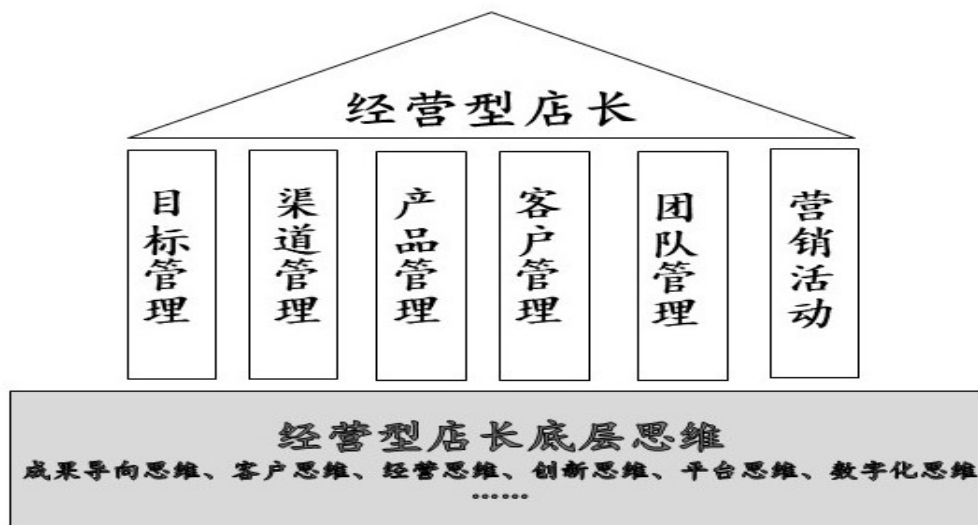 经营型店长
目标管理
渠道管理
产品管理
客户管理
团队管理
营销活动
经营型店长底层思维
成果导向思维、客户思维、经营思维、创新思维、平台思维、数字化思维
……